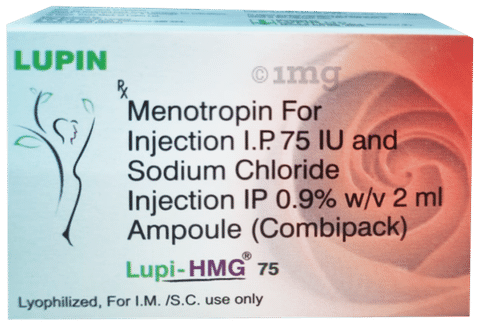 LUPIN
©1mg
Rx
Menotropin For
Injection I.P. 75 IU and
Sodium Chloride
Injection IP 0.9% w/v 2 ml
Ampoule (Combipack)
Lupi-HMG® 75
Lyophilized, For I.M. /S.C. use only